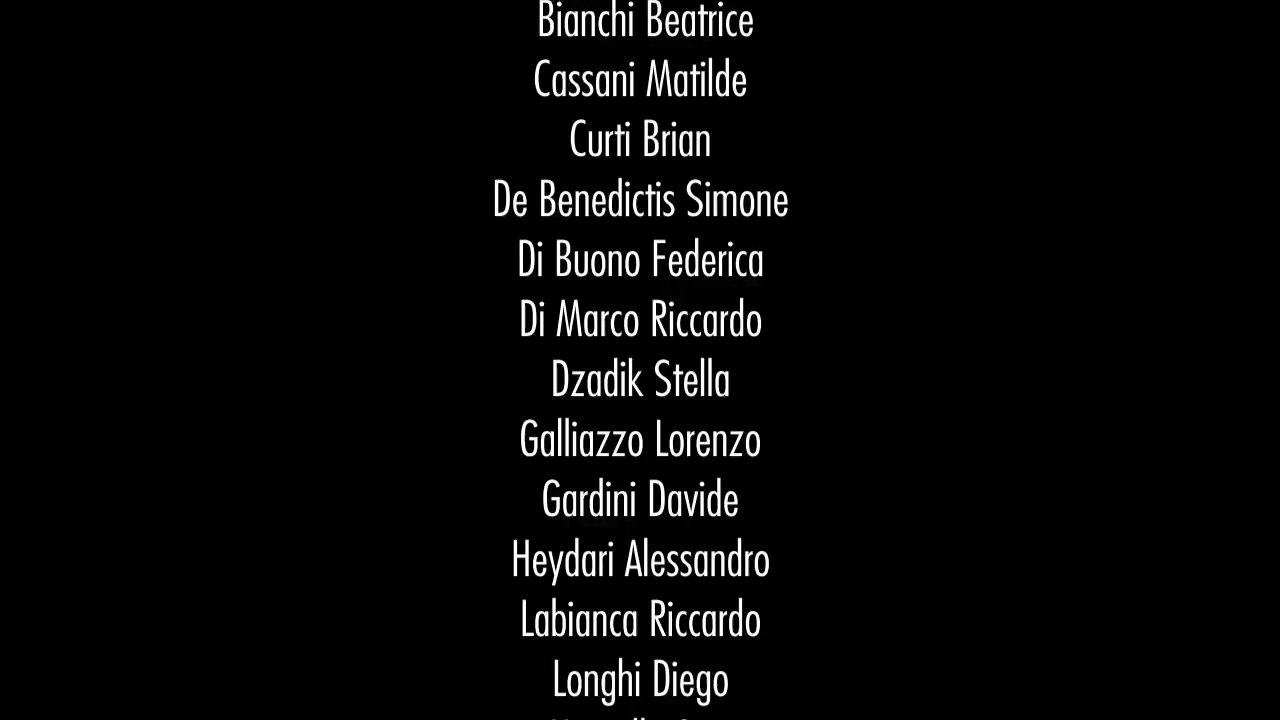 Bianchi Beatrice
Cassani Matilde
Curti Brian
De Benedictis Simone
Di Buono Federica
Di Marco Riccardo
Dzadik Stella
Galliazzo Lorenzo
Gardini Davide
Heydari Alessandro
Labianca Riccardo
Longhi Diego